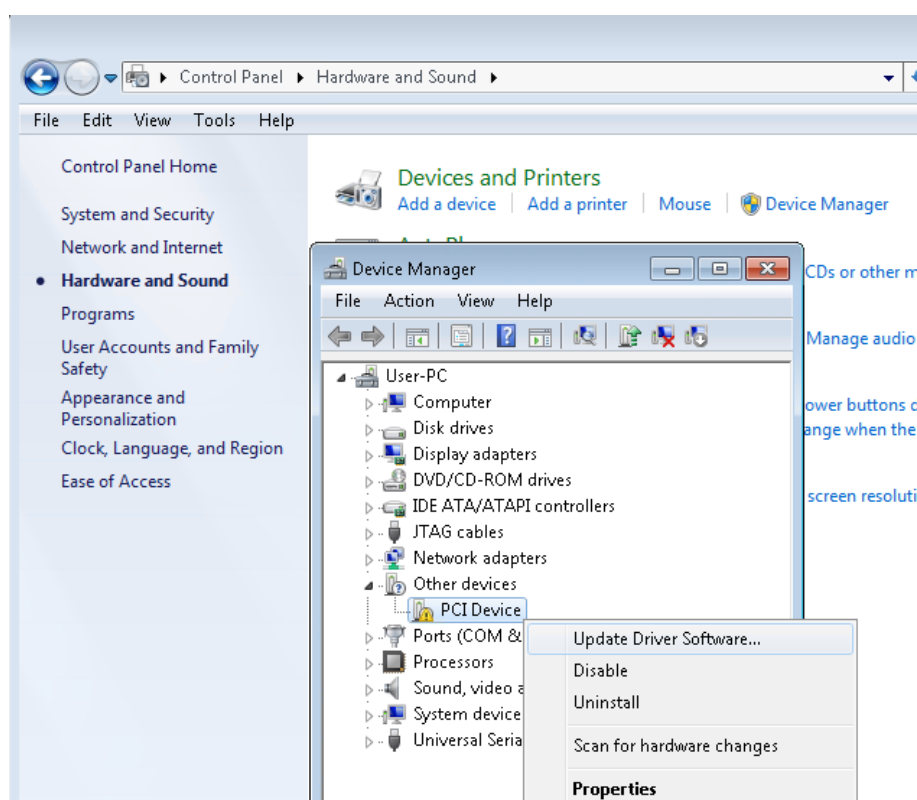 Control Panel Hardware and Sound
File Edit View Tools Help
Control Panel Home
System and Security
Network and Internet
Hardware and Sound
Programs
User Accounts and Family
Safety
Appearance and
Personalization
Clock, Language, and Region
Ease of Access
Devices and Printers
Add a device Add a printer Mouse Device Manager
CDs or other
Manage audio
ower buttons
ange when the
screen
Device Manager
File Action View Help
User-PC
Computer
Disk drives
Display adapters
DVD/CD-ROM drives
IDE ATA/ATAPI controllers
JTAG cables
Network adapters
Other devices
PCI Device
Ports (COM &
Processors
Sound, video
System device
Universal Seria
Update Driver Software...
Disable
Uninstall
Scan for hardware changes
Properties